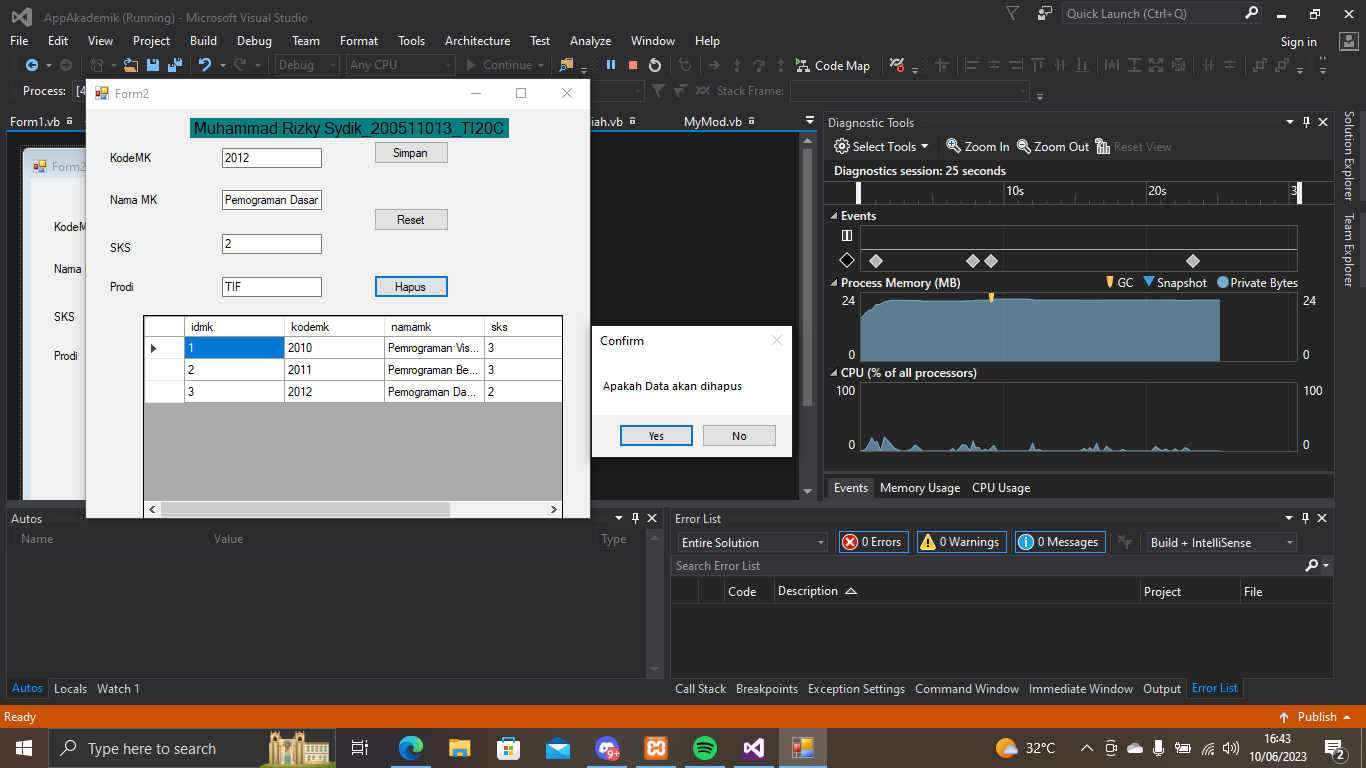 AppAkademik (Running) - Microsoft Visual Studio
Quick Launch (Ctrl+Q)
File Edit View Project Build Debug Team Format Tools Architecture Test Analyze Window Help
Sign in
Debug Any CPU Continue Code Map
Process: [4 Stack Frame:
Form1.vb iah.vb MyMod.vb
Form2
Muhammad Rizky Sydik_200511013_TI20C
KodeMK 2012 Simpan
Nama MK Pemograman Dasar
Reset
SKS 2
Prodi TIF Hapus
idmk kodemk namamk sks
1 2010 Pemrograman Vis... 3
2 2011 Pemrograman Be... 3
3 2012 Pemograman Da... 2
Form2
KodeM
Nama
SKS
Prodi
Confirm
Apakah Data akan dihapus
Yes No
Diagnostic Tools
Select Tools Zoom In Zoom Out Reset View
Diagnostics session: 25 seconds
10s 20s 3
Events
Process Memory (MB) GC Snapshot Private Bytes
24 24
0 0
CPU (% of all processors)
100 100
0 0
Events Memory Usage CPU Usage
Solution Explorer
Team Explorer
Autos
Name Value Type
Autos Locals Watch 1
Error List
Entire Solution 0 Errors 0 Warnings 0 Messages Build + IntelliSense
Search Error List
Code Description Project File
Call Stack Breakpoints Exception Settings Command Window Immediate Window Output Error List
Ready Publish
Type here to search
9+
32°C
16:43
10/06/2023
2